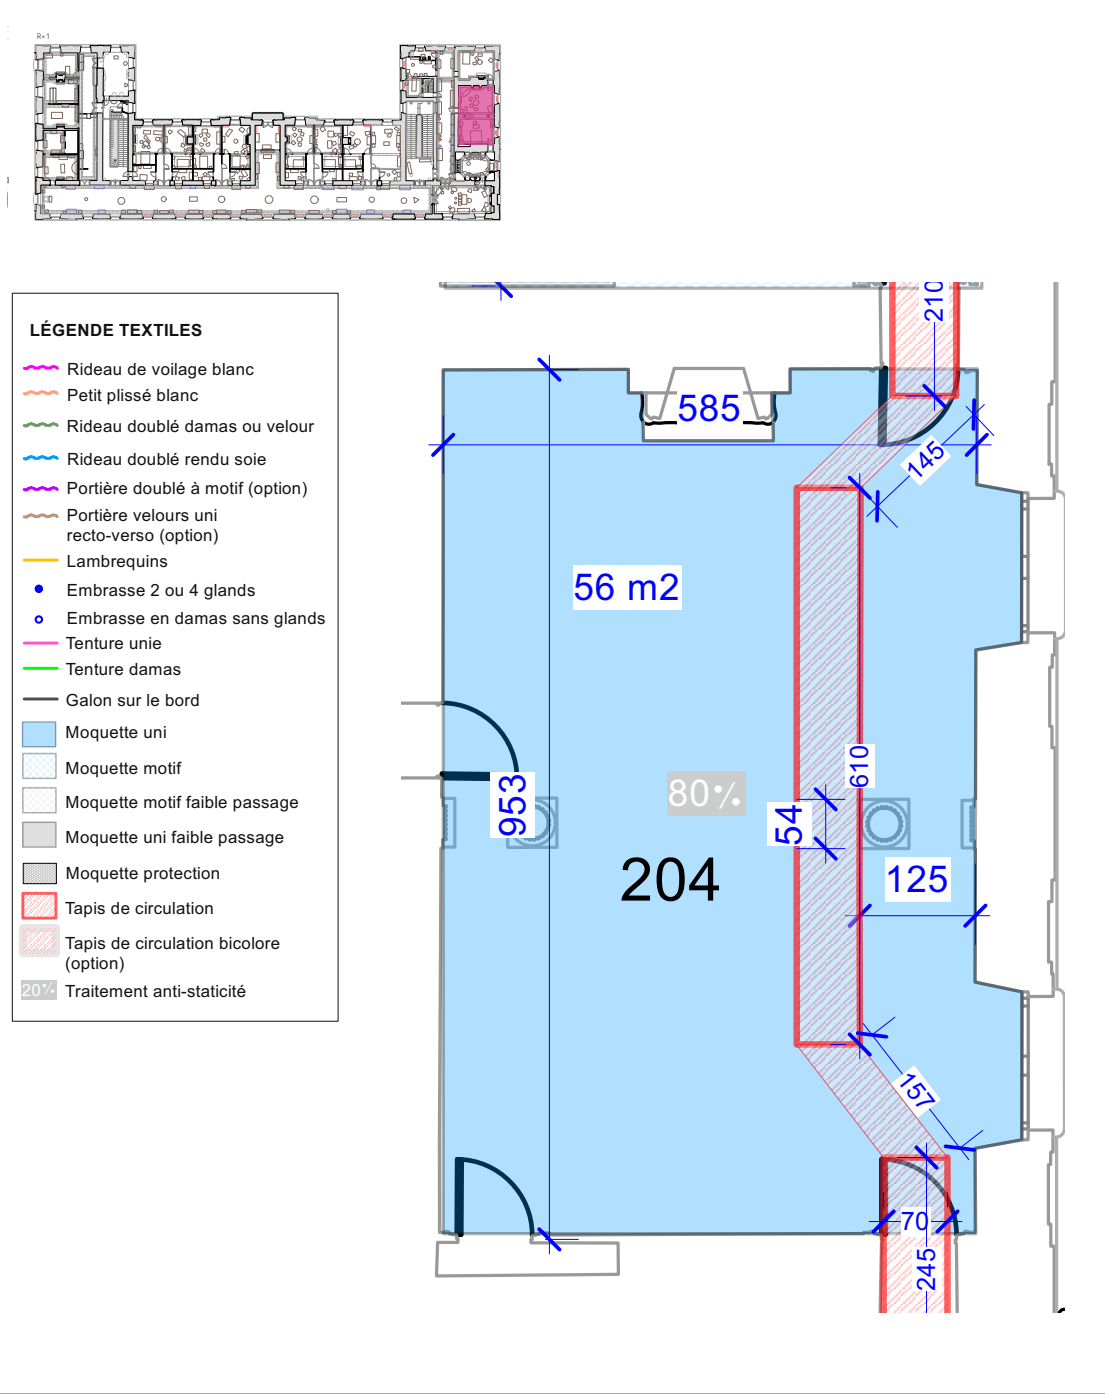 R+1
LÉGENDE TEXTILES
Rideau de voilage blanc
Petit plissé blanc
Rideau doublé damas ou velour
Rideau doublé rendu soie
Portière doublé à motif (option)
Portière velours uni
recto-verso (option)
Lambrequins
Embrasse 2 ou 4 glands
Embrasse en damas sans glands
Tenture unie
Tenture damas
Galon sur le bord
Moquette uni
Moquette motif
Moquette motif faible passage
Moquette uni faible passage
Moquette protection
Tapis de circulation
Tapis de circulation bicolore
(option)
20% Traitement anti-staticité
210
585
145
56 m2
610
953
80%
54
204
125
157
70
245